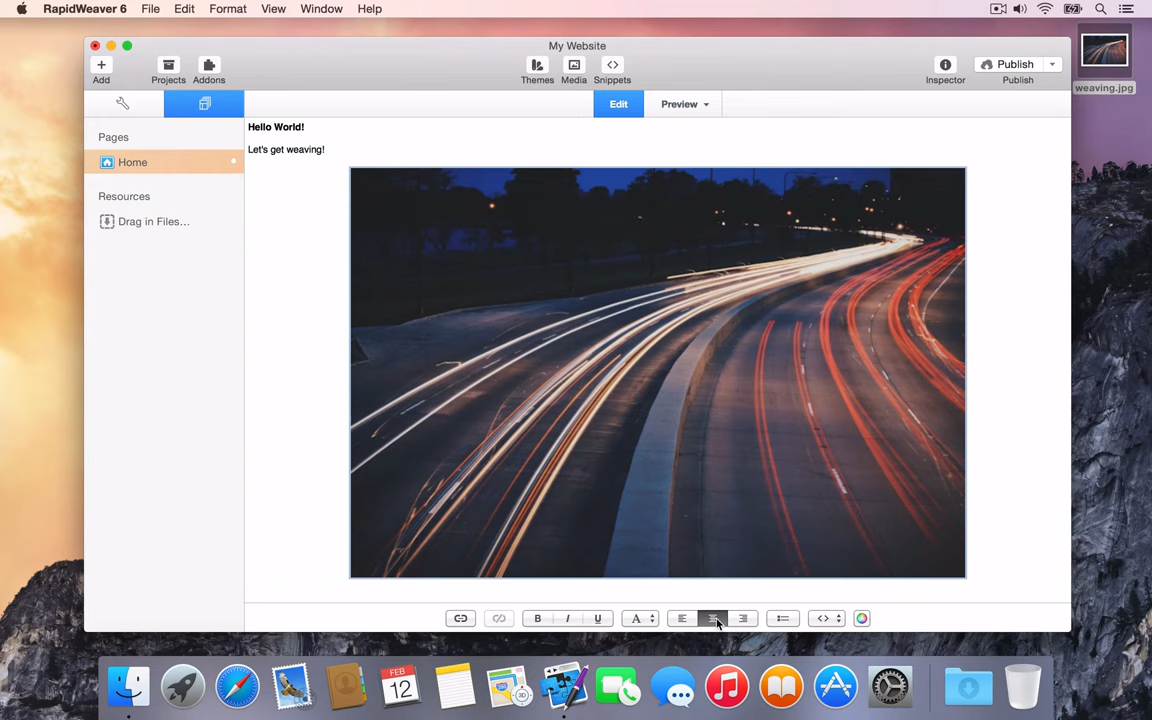 RapidWeaver 6 File Edit Format View Window Help
My Website
Add Projects Addons Themes Media Snippets Inspector Publish Publish
weaving.jpg
Edit Preview
Pages
Home
Resources
Drag in Files...
Hello World!
Let's get weaving!
B I U A
FEB
12
3D